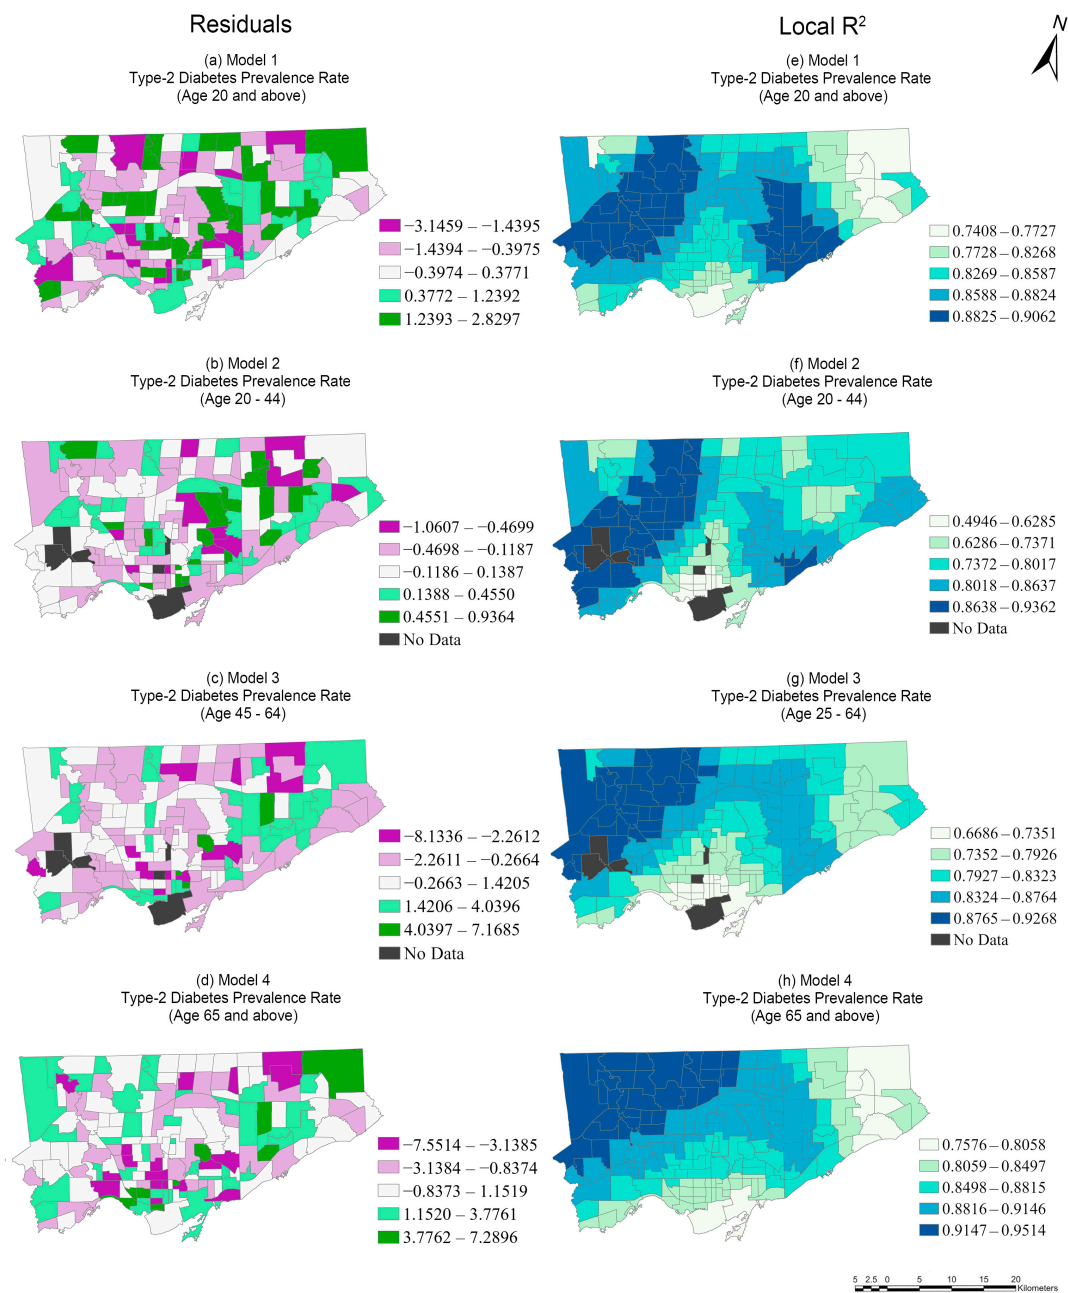 Residuals
Local R²
N
(a) Model 1
Type-2 Diabetes Prevalence Rate
(Age 20 and above)
−3.1459 – −1.4395
−1.4394 – −0.3975
−0.3974 – 0.3771
0.3772 – 1.2392
1.2393 – 2.8297
(e) Model 1
Type-2 Diabetes Prevalence Rate
(Age 20 and above)
0.7408 – 0.7727
0.7728 – 0.8268
0.8269 – 0.8587
0.8588 – 0.8824
0.8825 – 0.9062
(b) Model 2
Type-2 Diabetes Prevalence Rate
(Age 20 - 44)
−1.0607 – −0.4699
−0.4698 – −0.1187
−0.1186 – 0.1387
0.1388 – 0.4550
0.4551 – 0.9364
No Data
(f) Model 2
Type-2 Diabetes Prevalence Rate
(Age 20 - 44)
0.4946 – 0.6285
0.6286 – 0.7371
0.7372 – 0.8017
0.8018 – 0.8637
0.8638 – 0.9362
No Data
(c) Model 3
Type-2 Diabetes Prevalence Rate
(Age 45 - 64)
−8.1336 – −2.2612
−2.2611 – −0.2664
−0.2663 – 1.4205
1.4206 – 4.0396
4.0397 – 7.1685
No Data
(g) Model 3
Type-2 Diabetes Prevalence Rate
(Age 25 - 64)
0.6686 – 0.7351
0.7352 – 0.7926
0.7927 – 0.8323
0.8324 – 0.8764
0.8765 – 0.9268
No Data
(d) Model 4
Type-2 Diabetes Prevalence Rate
(Age 65 and above)
−7.5514 – −3.1385
−3.1384 – −0.8374
−0.8373 – 1.1519
1.1520 – 3.7761
3.7762 – 7.2896
(h) Model 4
Type-2 Diabetes Prevalence Rate
(Age 65 and above)
0.7576 – 0.8058
0.8059 – 0.8497
0.8498 – 0.8815
0.8816 – 0.9146
0.9147 – 0.9514
5 2.5 0 5 10 15 20
Kilometers